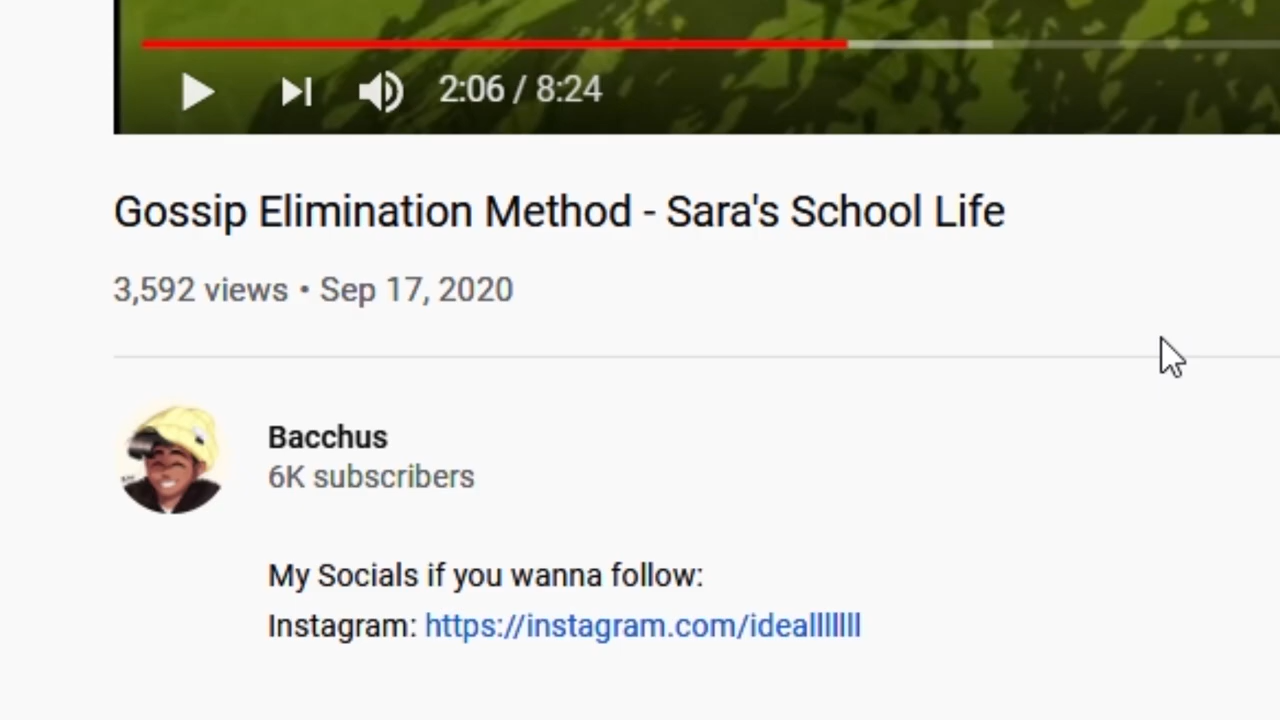 2:06 / 8:24
Gossip Elimination Method - Sara's School Life
3,592 views • Sep 17, 2020
Bacchus
6K subscribers
My Socials if you wanna follow:
Instagram: https://instagram.com/idealllllll